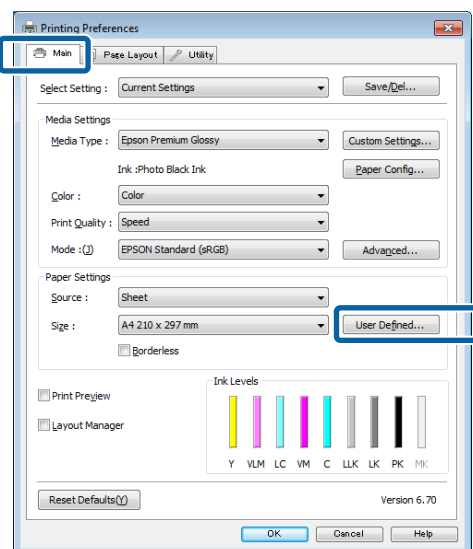 Printing Preferences
Main Page Layout Utility
Select Setting : Current Settings Save/Del...
Media Settings
Media Type : Epson Premium Glossy Custom Settings...
Ink :Photo Black Ink Paper Config...
Color : Color
Print Quality : Speed
Mode :(J) EPSON Standard (sRGB) Advanced...
Paper Settings
Source : Sheet
Size : A4 210 x 297 mm User Defined...
Borderless
Ink Levels
Print Preview
Layout Manager
Y VLM LC VM C LLK LK PK MK
Reset Defaults(Y) Version 6.70
OK Cancel Help